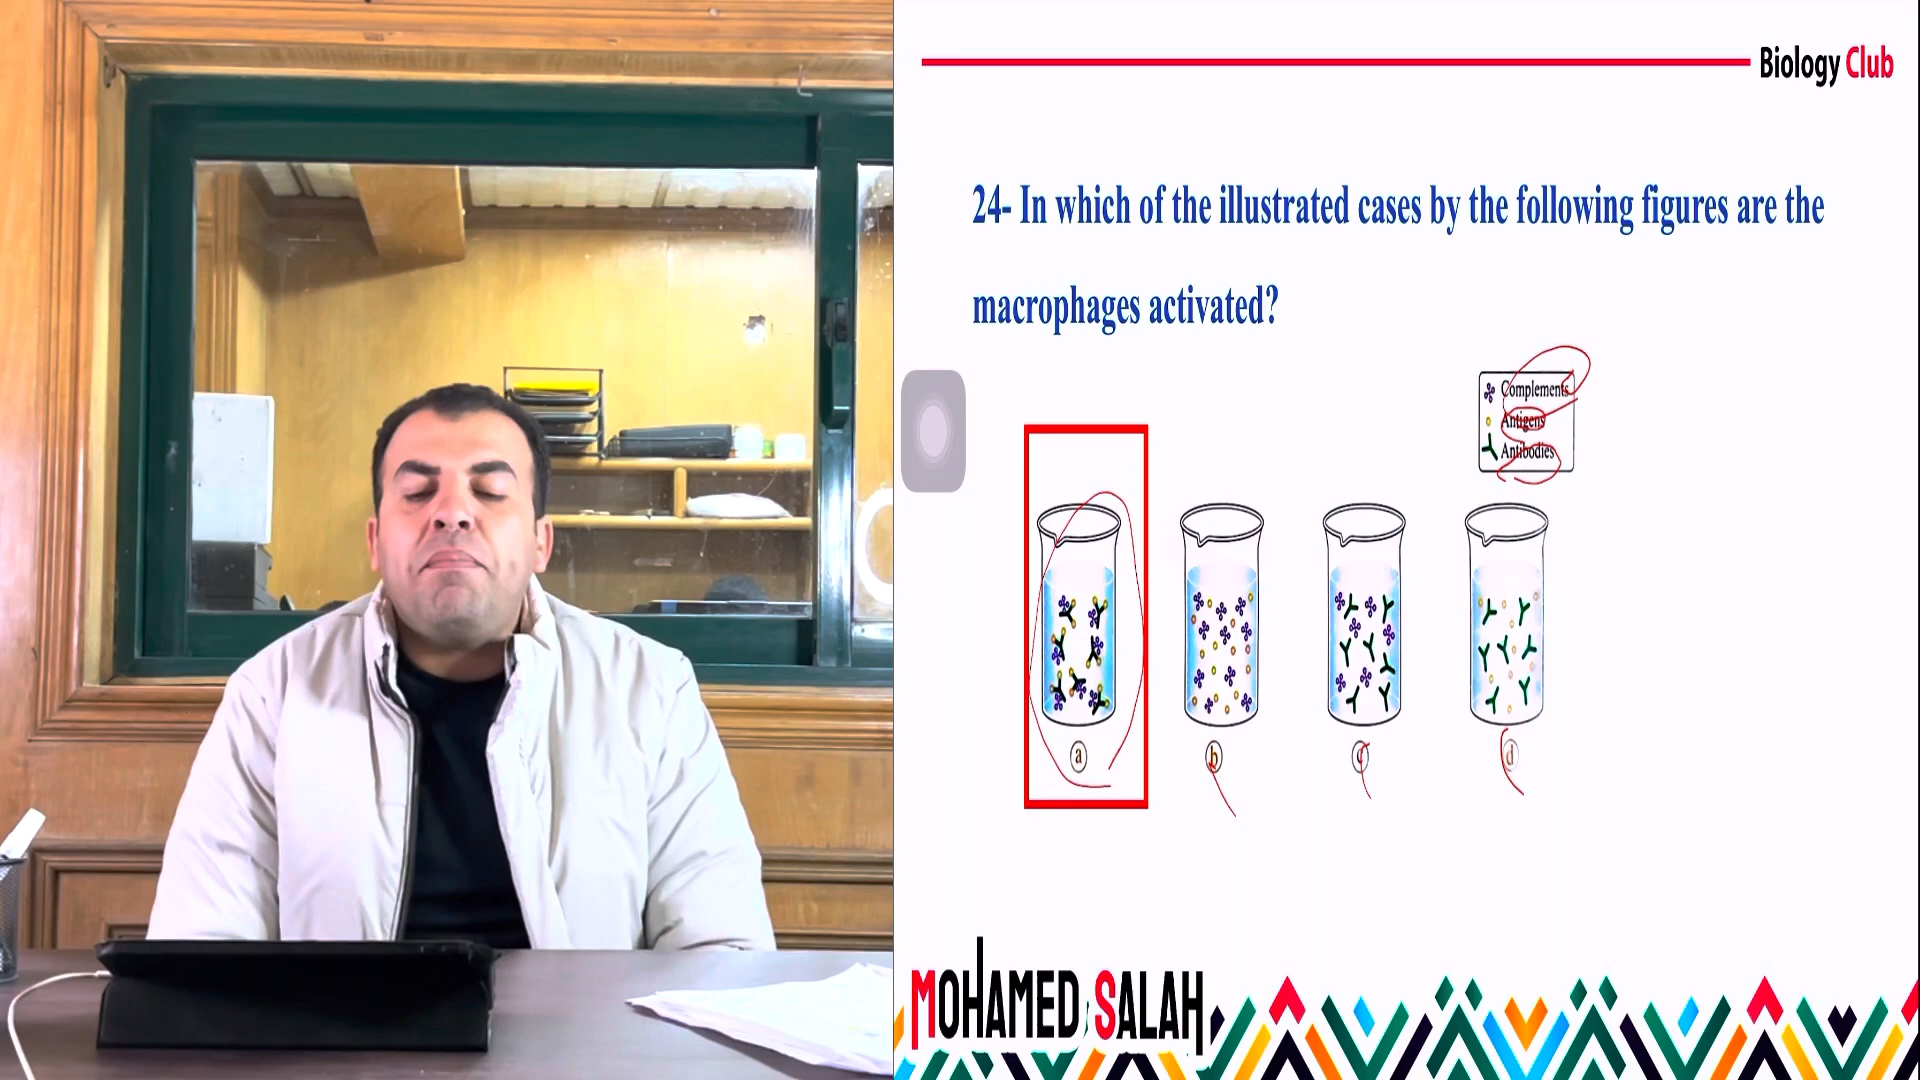 Biology Club
24- In which of the illustrated cases by the following figures are the
macrophages activated?
Complements
Antigens
Antibodies
a
b
c
d
MOHAMED SALAH